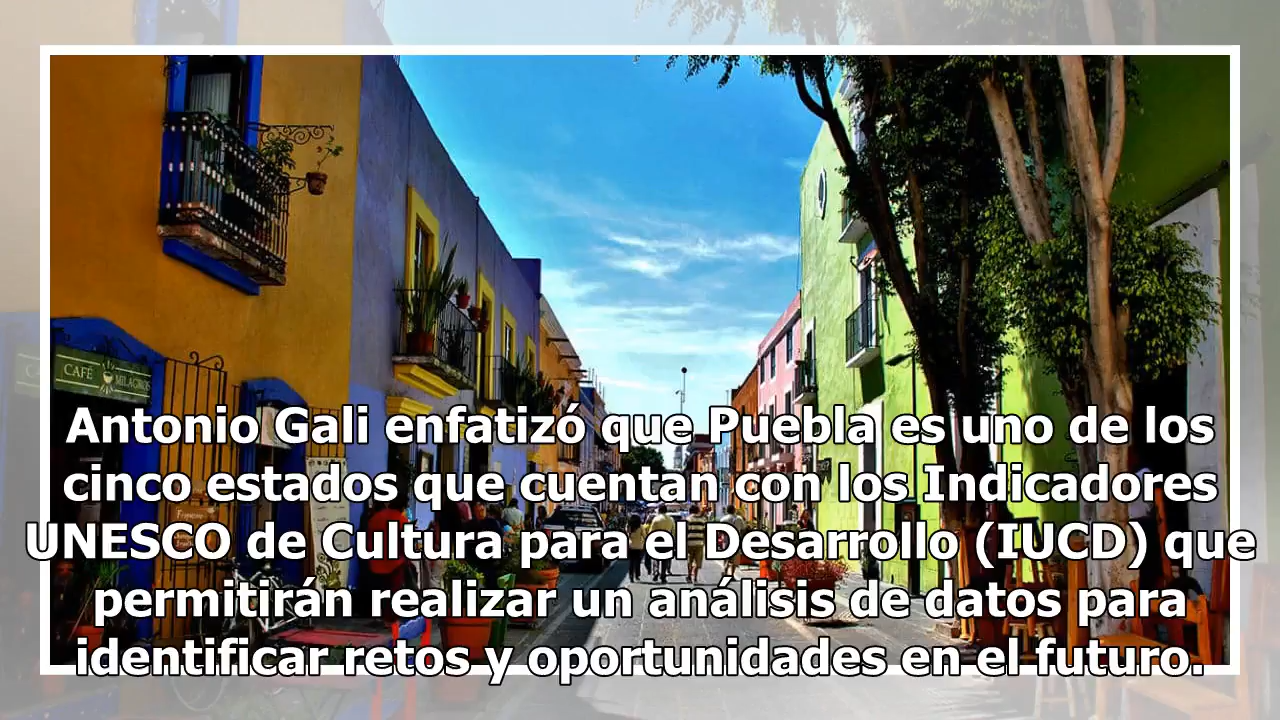 CAFÉ MILAGROS
Antonio Gali enfatizó que Puebla es uno de los
cinco estados que cuentan con los Indicadores
UNESCO de Cultura para el Desarrollo (IUCD) que
permitirán realizar un análisis de datos para
identificar retos y oportunidades en el futuro.